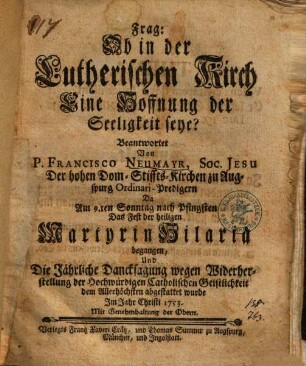 Frag:
Ob in der
Lutherischen Kirch
Eine Hoffnung der
Seeligkeit seye?
Beantwortet
Von
P. FRANCISCO NEUMAYR, SOC. JESU
Der hohen Dom-Stiffts-Kirchen zu Aug-
spurg Ordinari-Predigern
Da
Am 9.ten Sonntag nach Pfingsten
Das Fest der heiligen
Martyrin Hilaria
begangen,
Und
Die Jährliche Dancksagung wegen Widerher-
stellung der Hochwürdigen Catholischen Geistlichkeit
dem Allerhöchsten abgestattet wurde
Im Jahr Christi 1753.
Mit Genehmhaltung der Obern.
Verlegts Frantz Xaveri Crätz, und Thomas Summer zu Augspurg,
München, und Ingolstatt.